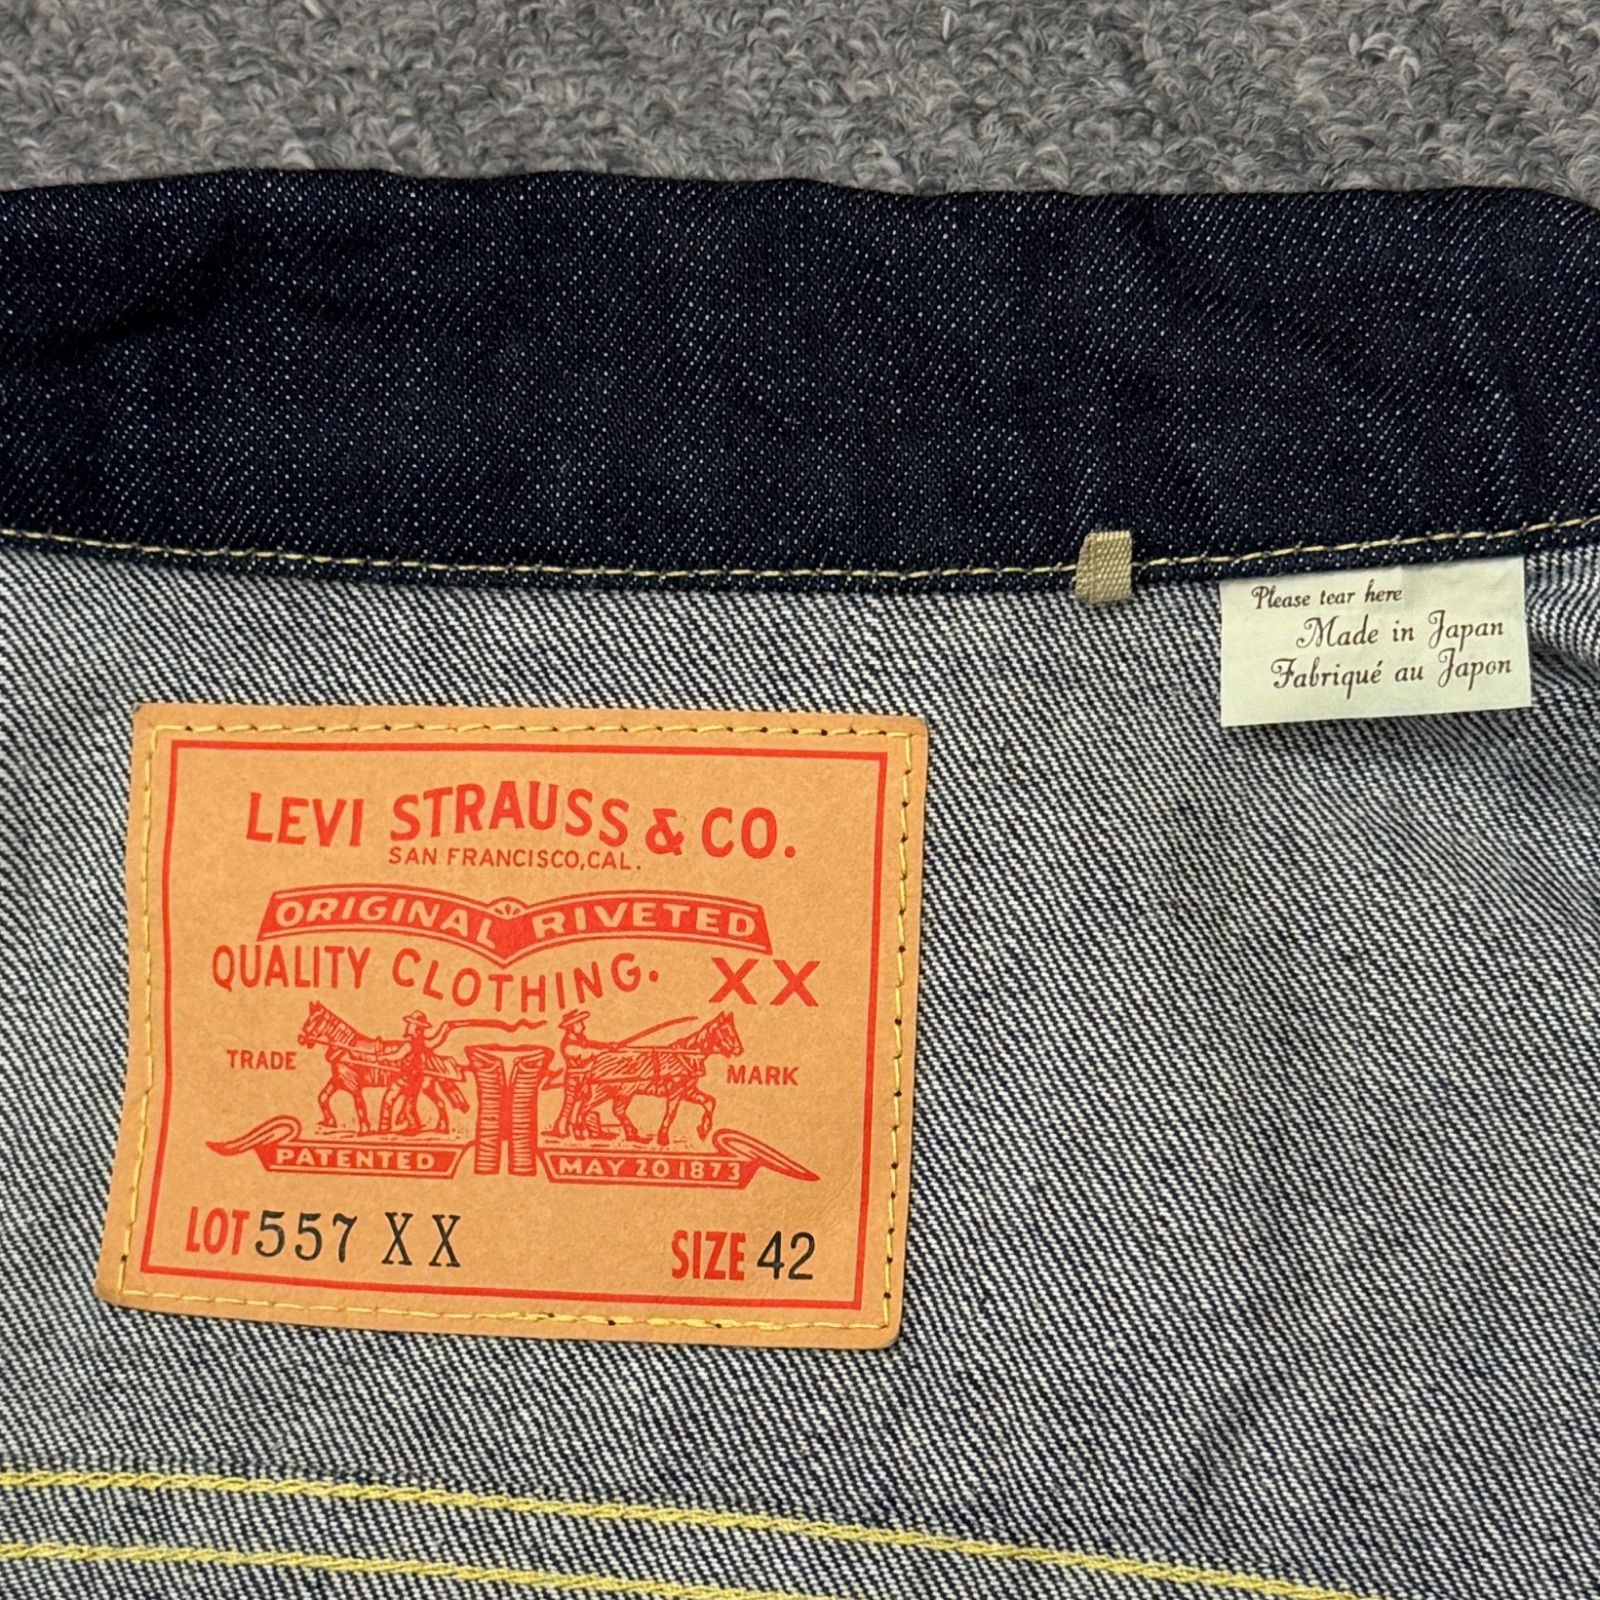 Please tear here
Made in Japan
Fabriqué au Japon
LEVI STRAUSS & CO.
SAN FRANCISCO, CAL.
ORIGINAL RIVETED
QUALITY CLOTHING. XX
TRADE MARK
PATENTED MAY 20 1873
LOT 557 XX SIZE 42